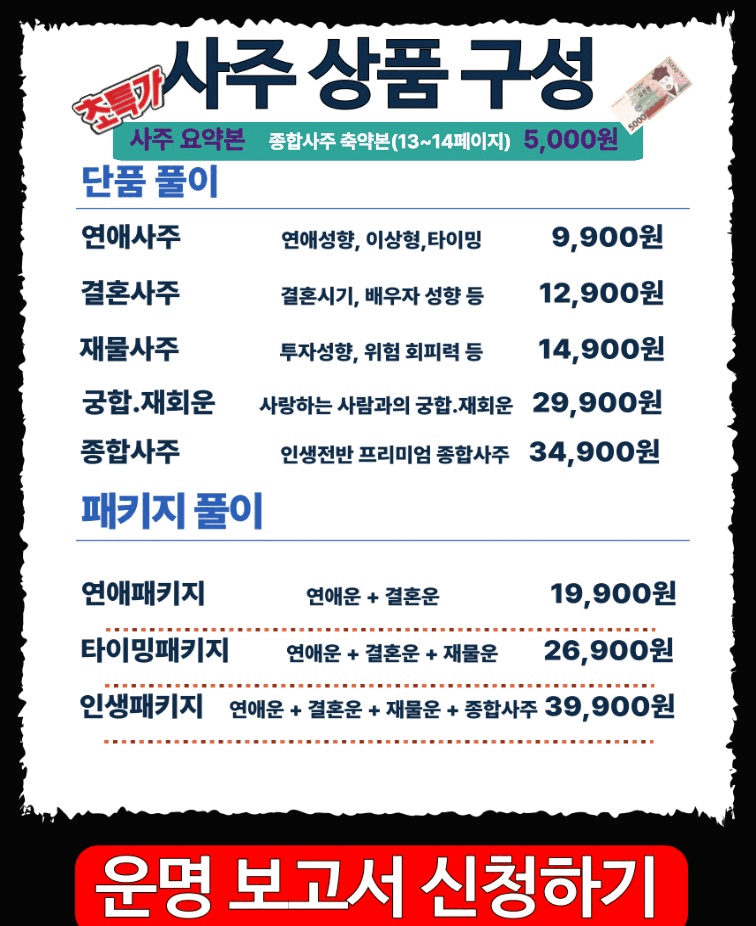 사주 상품 구성
초특가
5000
사주 요약본 종합사주 축약본(13~14페이지) 5,000원
단품 풀이
연애사주 연애성향, 이상형,타이밍 9,900원
결혼사주 결혼시기, 배우자 성향 등 12,900원
재물사주 투자성향, 위험 회피력 등 14,900원
궁합.재회운 사랑하는 사람과의 궁합.재회운 29,900원
종합사주 인생전반 프리미엄 종합사주 34,900원
패키지 풀이
연애패키지 연애운 + 결혼운 19,900원
타이밍패키지 연애운 + 결혼운 + 재물운 26,900원
인생패키지 연애운 + 결혼운 + 재물운 + 종합사주 39,900원
운명 보고서 신청하기